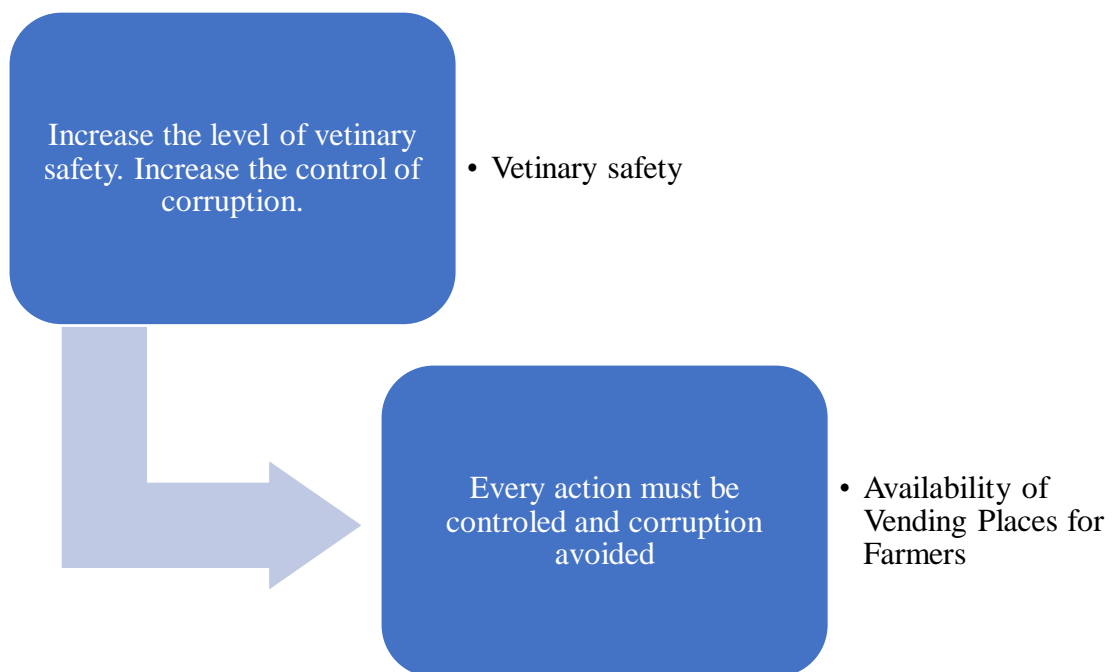 Increase the level of vetinary
safety. Increase the control of
corruption.
• Vetinary safety
Every action must be
controled and corruption
avoided
• Availability of
Vending Places for
Farmers